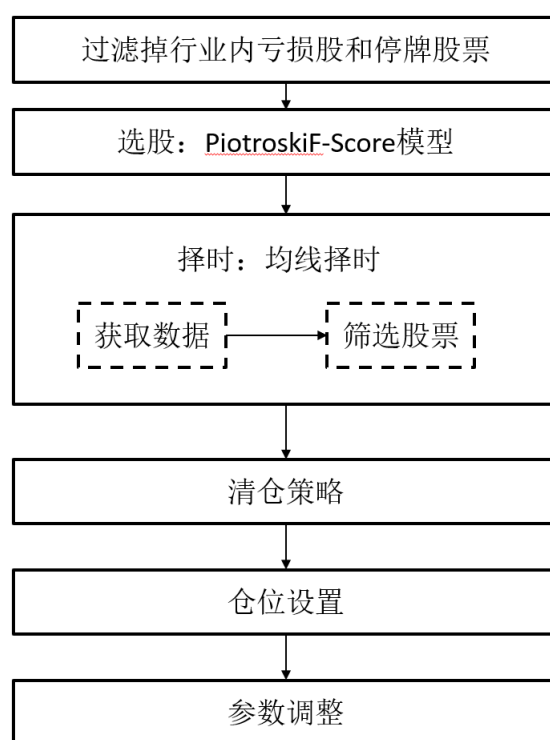 过滤掉行业内亏损股和停牌股票
选股：PiotroskiF-Score模型
择时：均线择时
获取数据
筛选股票
清仓策略
仓位设置
参数调整